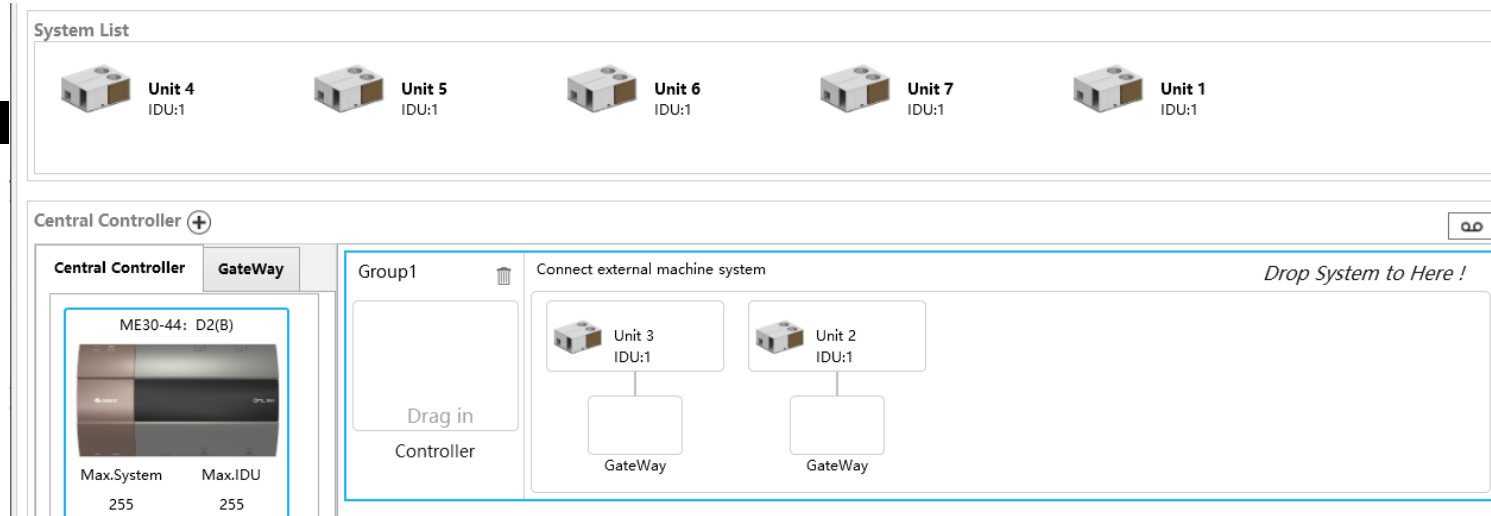 System List
Unit 4
IDU:1
Unit 5
IDU:1
Unit 6
IDU:1
Unit 7
IDU:1
Unit 1
IDU:1
Central Controller
Central Controller
GateWay
ME30-44: D2(B)
Max.System
Max.IDU
255
255
Group1
Drag in
Controller
Connect external machine system
Drop System to Here !
Unit 3
IDU:1
GateWay
Unit 2
IDU:1
GateWay